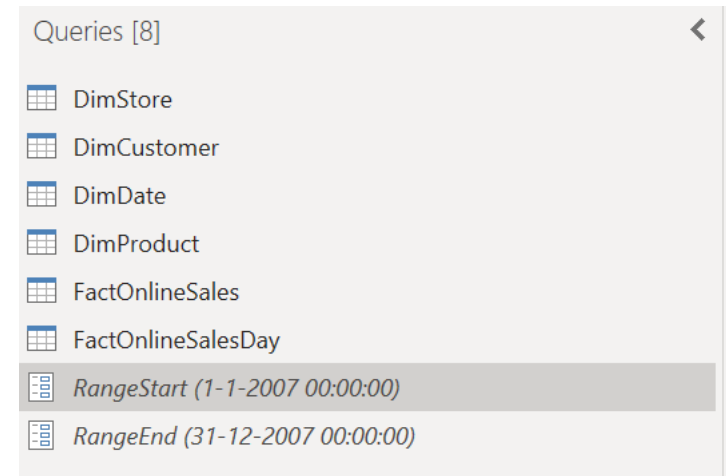 Queries [8]
DimStore
DimCustomer
DimDate
DimProduct
FactOnlineSales
FactOnlineSalesDay
RangeStart (1-1-2007 00:00:00)
RangeEnd (31-12-2007 00:00:00)